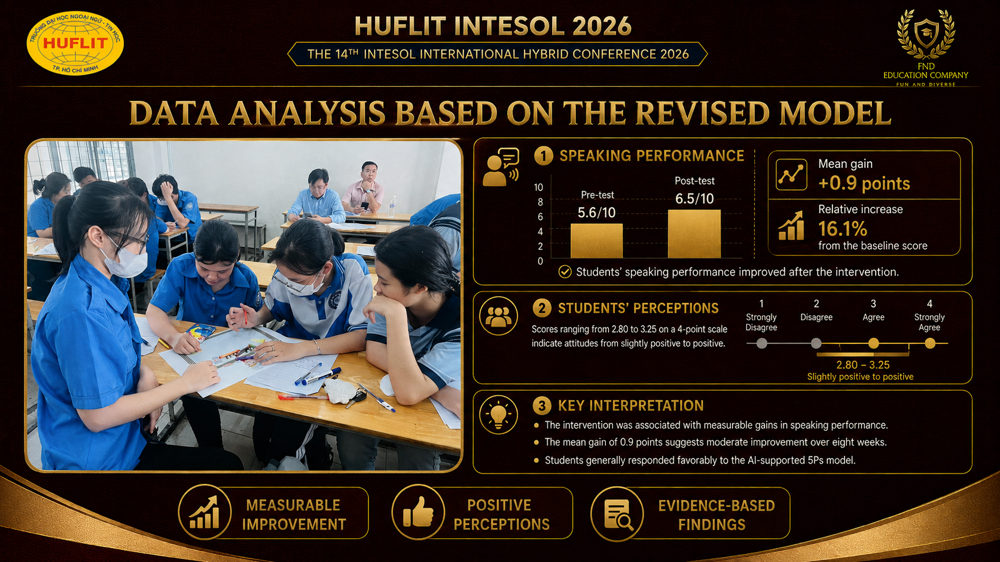 TRƯỜNG ĐẠI HỌC NGOẠI NGỮ - TIN HỌC
HUFLIT
TP. HỒ CHÍ MINH
HUFLIT INTESOL 2026
THE 14TH INTESOL INTERNATIONAL HYBRID CONFERENCE 2026
FND
EDUCATION COMPANY
FUN AND DIVERSE
DATA ANALYSIS BASED ON THE REVISED MODEL
1 SPEAKING PERFORMANCE
10
8
6
4
2
0
Pre-test
5.6/10
Post-test
6.5/10
Mean gain
+0.9 points
Relative increase
16.1%
from the baseline score
Students' speaking performance improved after the intervention.
2 STUDENTS' PERCEPTIONS
Scores ranging from 2.80 to 3.25 on a 4-point scale
indicate attitudes from slightly positive to positive.
1 2 3 4
Strongly Disagree
Disagree
Agree
Strongly Agree
2.80 – 3.25
Slightly positive to positive
3 KEY INTERPRETATION
• The intervention was associated with measurable gains in speaking performance.
• The mean gain of 0.9 points suggests moderate improvement over eight weeks.
• Students generally responded favorably to the AI-supported 5Ps model.
MEASURABLE
IMPROVEMENT
POSITIVE
PERCEPTIONS
EVIDENCE-BASED
FINDINGS